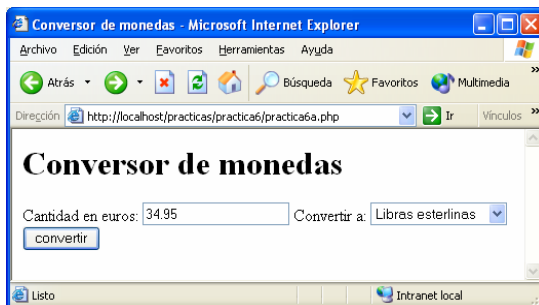 Conversor de monedas - Microsoft Internet Explorer
Archivo Edición Ver Favoritos Herramientas Ayuda »
Atrás Búsqueda Favoritos Multimedia »
Dirección http://localhost/practicas/practica6/practica6a.php Ir Vínculos »
Conversor de monedas
Cantidad en euros: 34.95 Convertir a: Libras esterlinas
convertir
Listo Intranet local